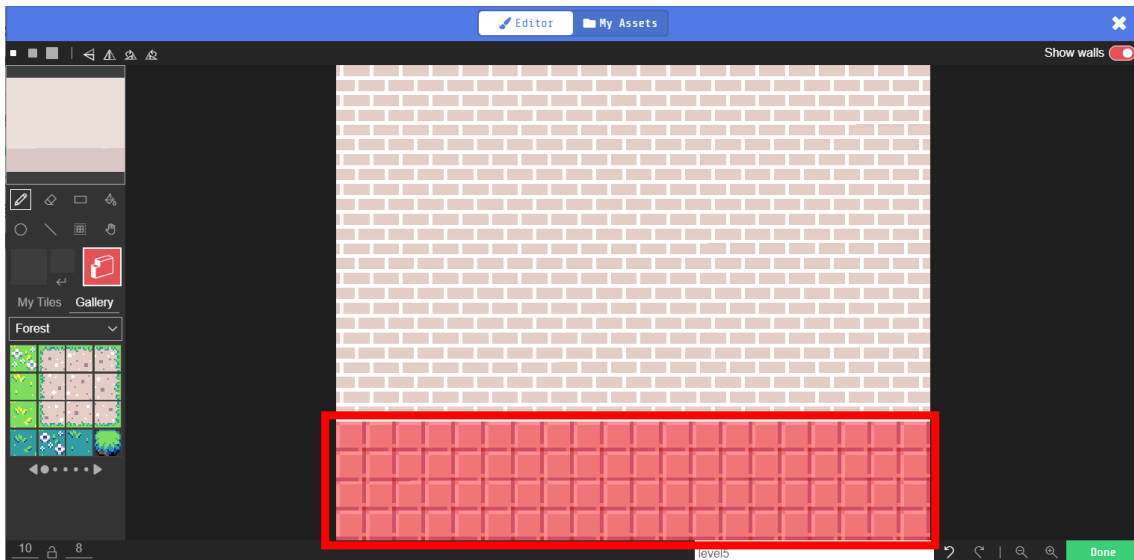 Editor
My Assets
Show walls
My Tiles
Gallery
Forest
10
8
level5
Done